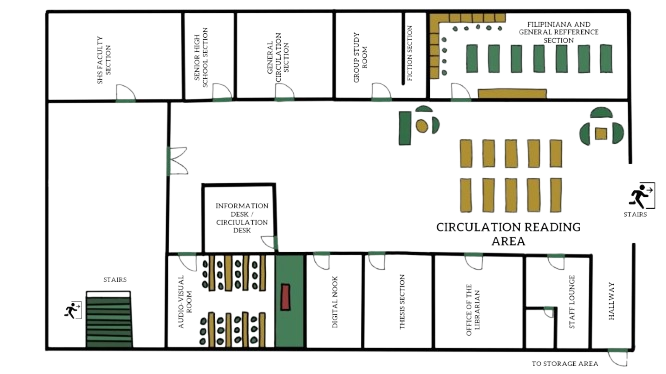 SHS FACULTY
SECTION
SENIOR HIGH
SCHOOL SECTION
GENERAL
CIRCULATION
SECTION
GROUP STUDY
ROOM
FICTION SECTION
FILIPINIANA AND
GENERAL REFFERENCE
SECTION
INFORMATION
DESK /
CIRCIULATION
DESK
CIRCULATION READING
AREA
STAIRS
STAIRS
AUDIO-VISUAL
ROOM
DIGITAL NOOK
THESIS SECTION
OFFICE OF THE
LIBRARIAN
STAFF LOUNGE
HALLWAY
TO STORAGE AREA